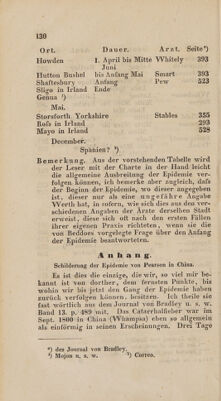 130
Ort. Dauer. Arzt. Seite*)
Howden 1. April bis Mitte Whitely 393
Juni
Hutton Bushel bis Anfang Mai Smart 393
Shaftesbury Anfang Pew 523
Sligo in Irland Ende
Genua ¹)
Mai.
Storsforth Yorkshire Stables 355
Ross in Irland 523
Mayo in Irland 528
December.
Spanien? ³)
Bemerkung. Aus der vorstehenden Tabelle wird
der Leser mit der Charte in der Hand leicht
die allgemeine Ausbreitung der Epidemie ver-
folgen können, ich bemerke aber zugleich, daſs
der Beginn der Epidemie, wo dieser angegeben
ist, dieser nur als eine ungefähre Angabe
Werth hat, in sofern, wie dies sich aus den ver-
schiedenen Angaben der Ärzte derselben Stadt
erweist, diese sich oft nach den ersten Fällen
ihrer eigenen Praxis richteten, wenn sie die
von Beddoes vorgelegte Frage über den Anfang
der Epidemie beantworteten.
Anhang.
Schilderung der Epidemie von Pearson in China.
Es ist dies die einzige, die wir, so viel mir be-
kannt ist, von dorther, dem fernsten Punkte, bis
wohin wir bis jetzt den Gang der Epidemie haben
zurück verfolgen können, besitzen. Ich theile sie
fast wörtlich aus dem Journal von Bradley u. s. w.
Band 13. p. 489 mit. Das Catarrhalfieber war im
Sept. 1800 in China (Whampia) eben so allgemein
als einförmig in seinen Erscheinungen. Drei Tage
*) des Journal von Bradley.
²) Mojon u. s. w. ³) Correo.